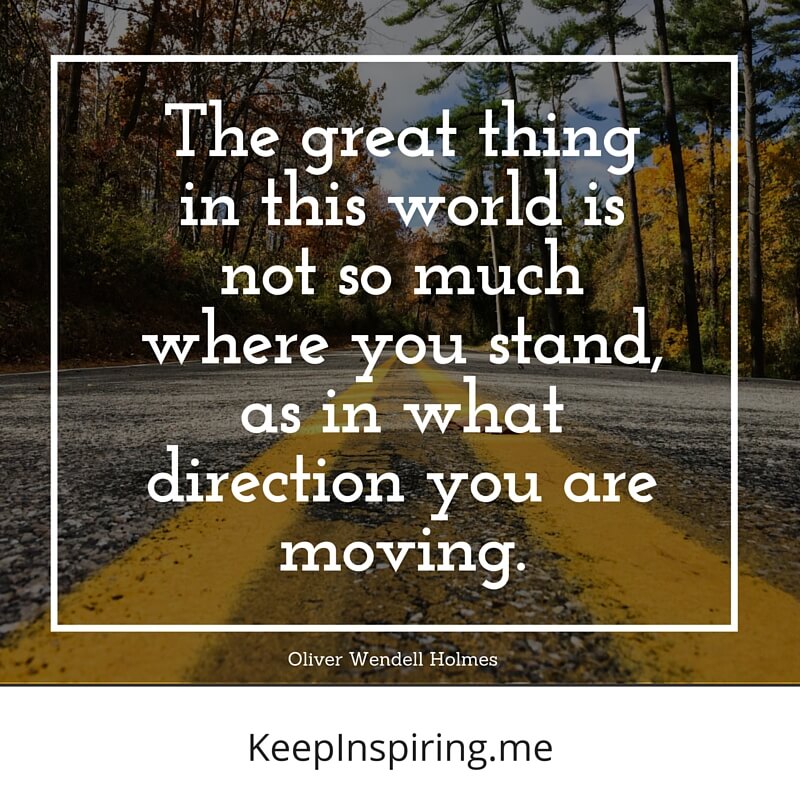 The great thing
in this world is
not so much
where you stand,
as in what
direction you are
moving.
Oliver Wendell Holmes
KeepInspiring.me